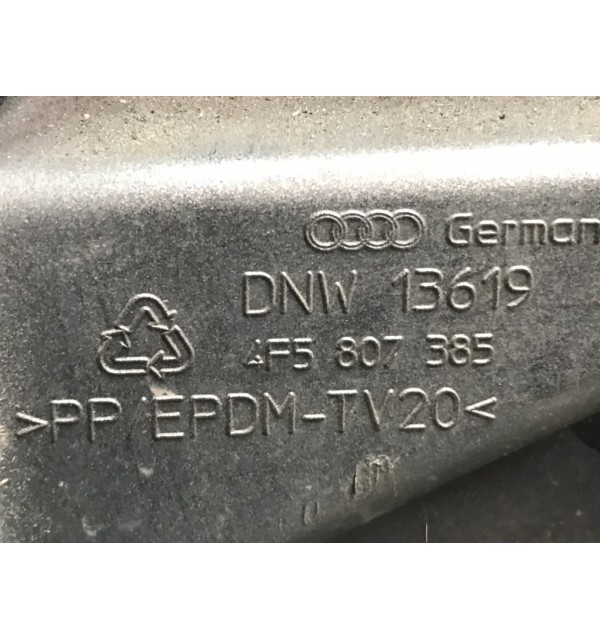 German
DNW 13619
4F5 807 385
>PP/EPDM-TV20<